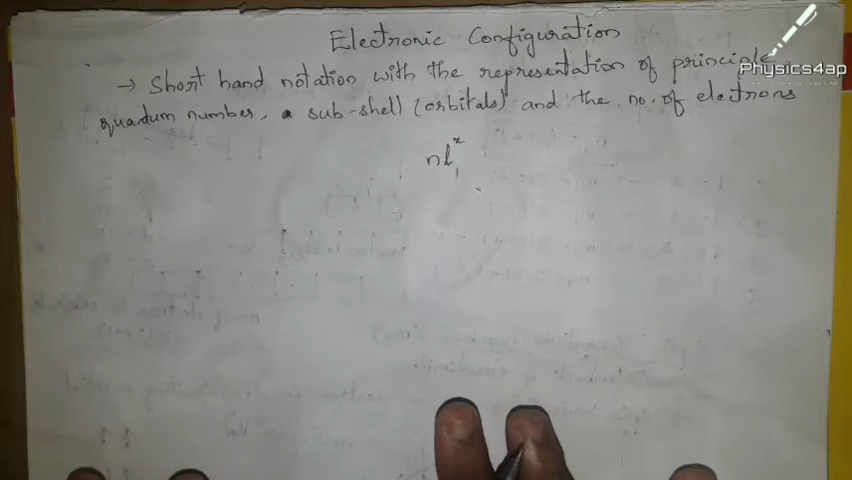 Electronic Configuration
Physics4ap
→ Short hand notation with the representation of principle
quantum number, a sub-shell (orbitals) and the no. of electrons
nl^x